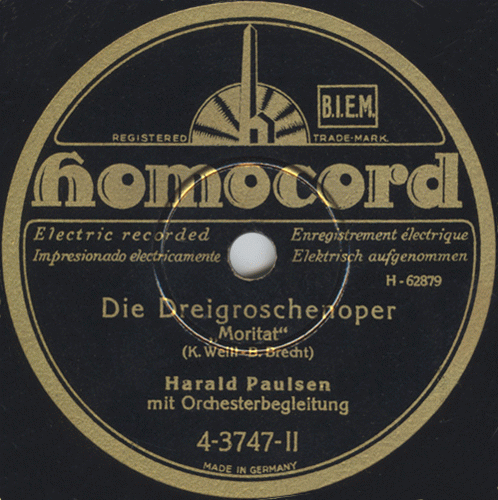 B.I.E.M.
REGISTERED TRADE-MARK.
h
homocord
Electric recorded Enregistrement électrique
Impresionado electricamente Elektrisch aufgenommen
H-62879
Die Dreigroschenoper
„Moritat“
(K. Weill-B. Brecht)
Harald Paulsen
mit Orchesterbegleitung
4-3747-II
MADE IN GERMANY